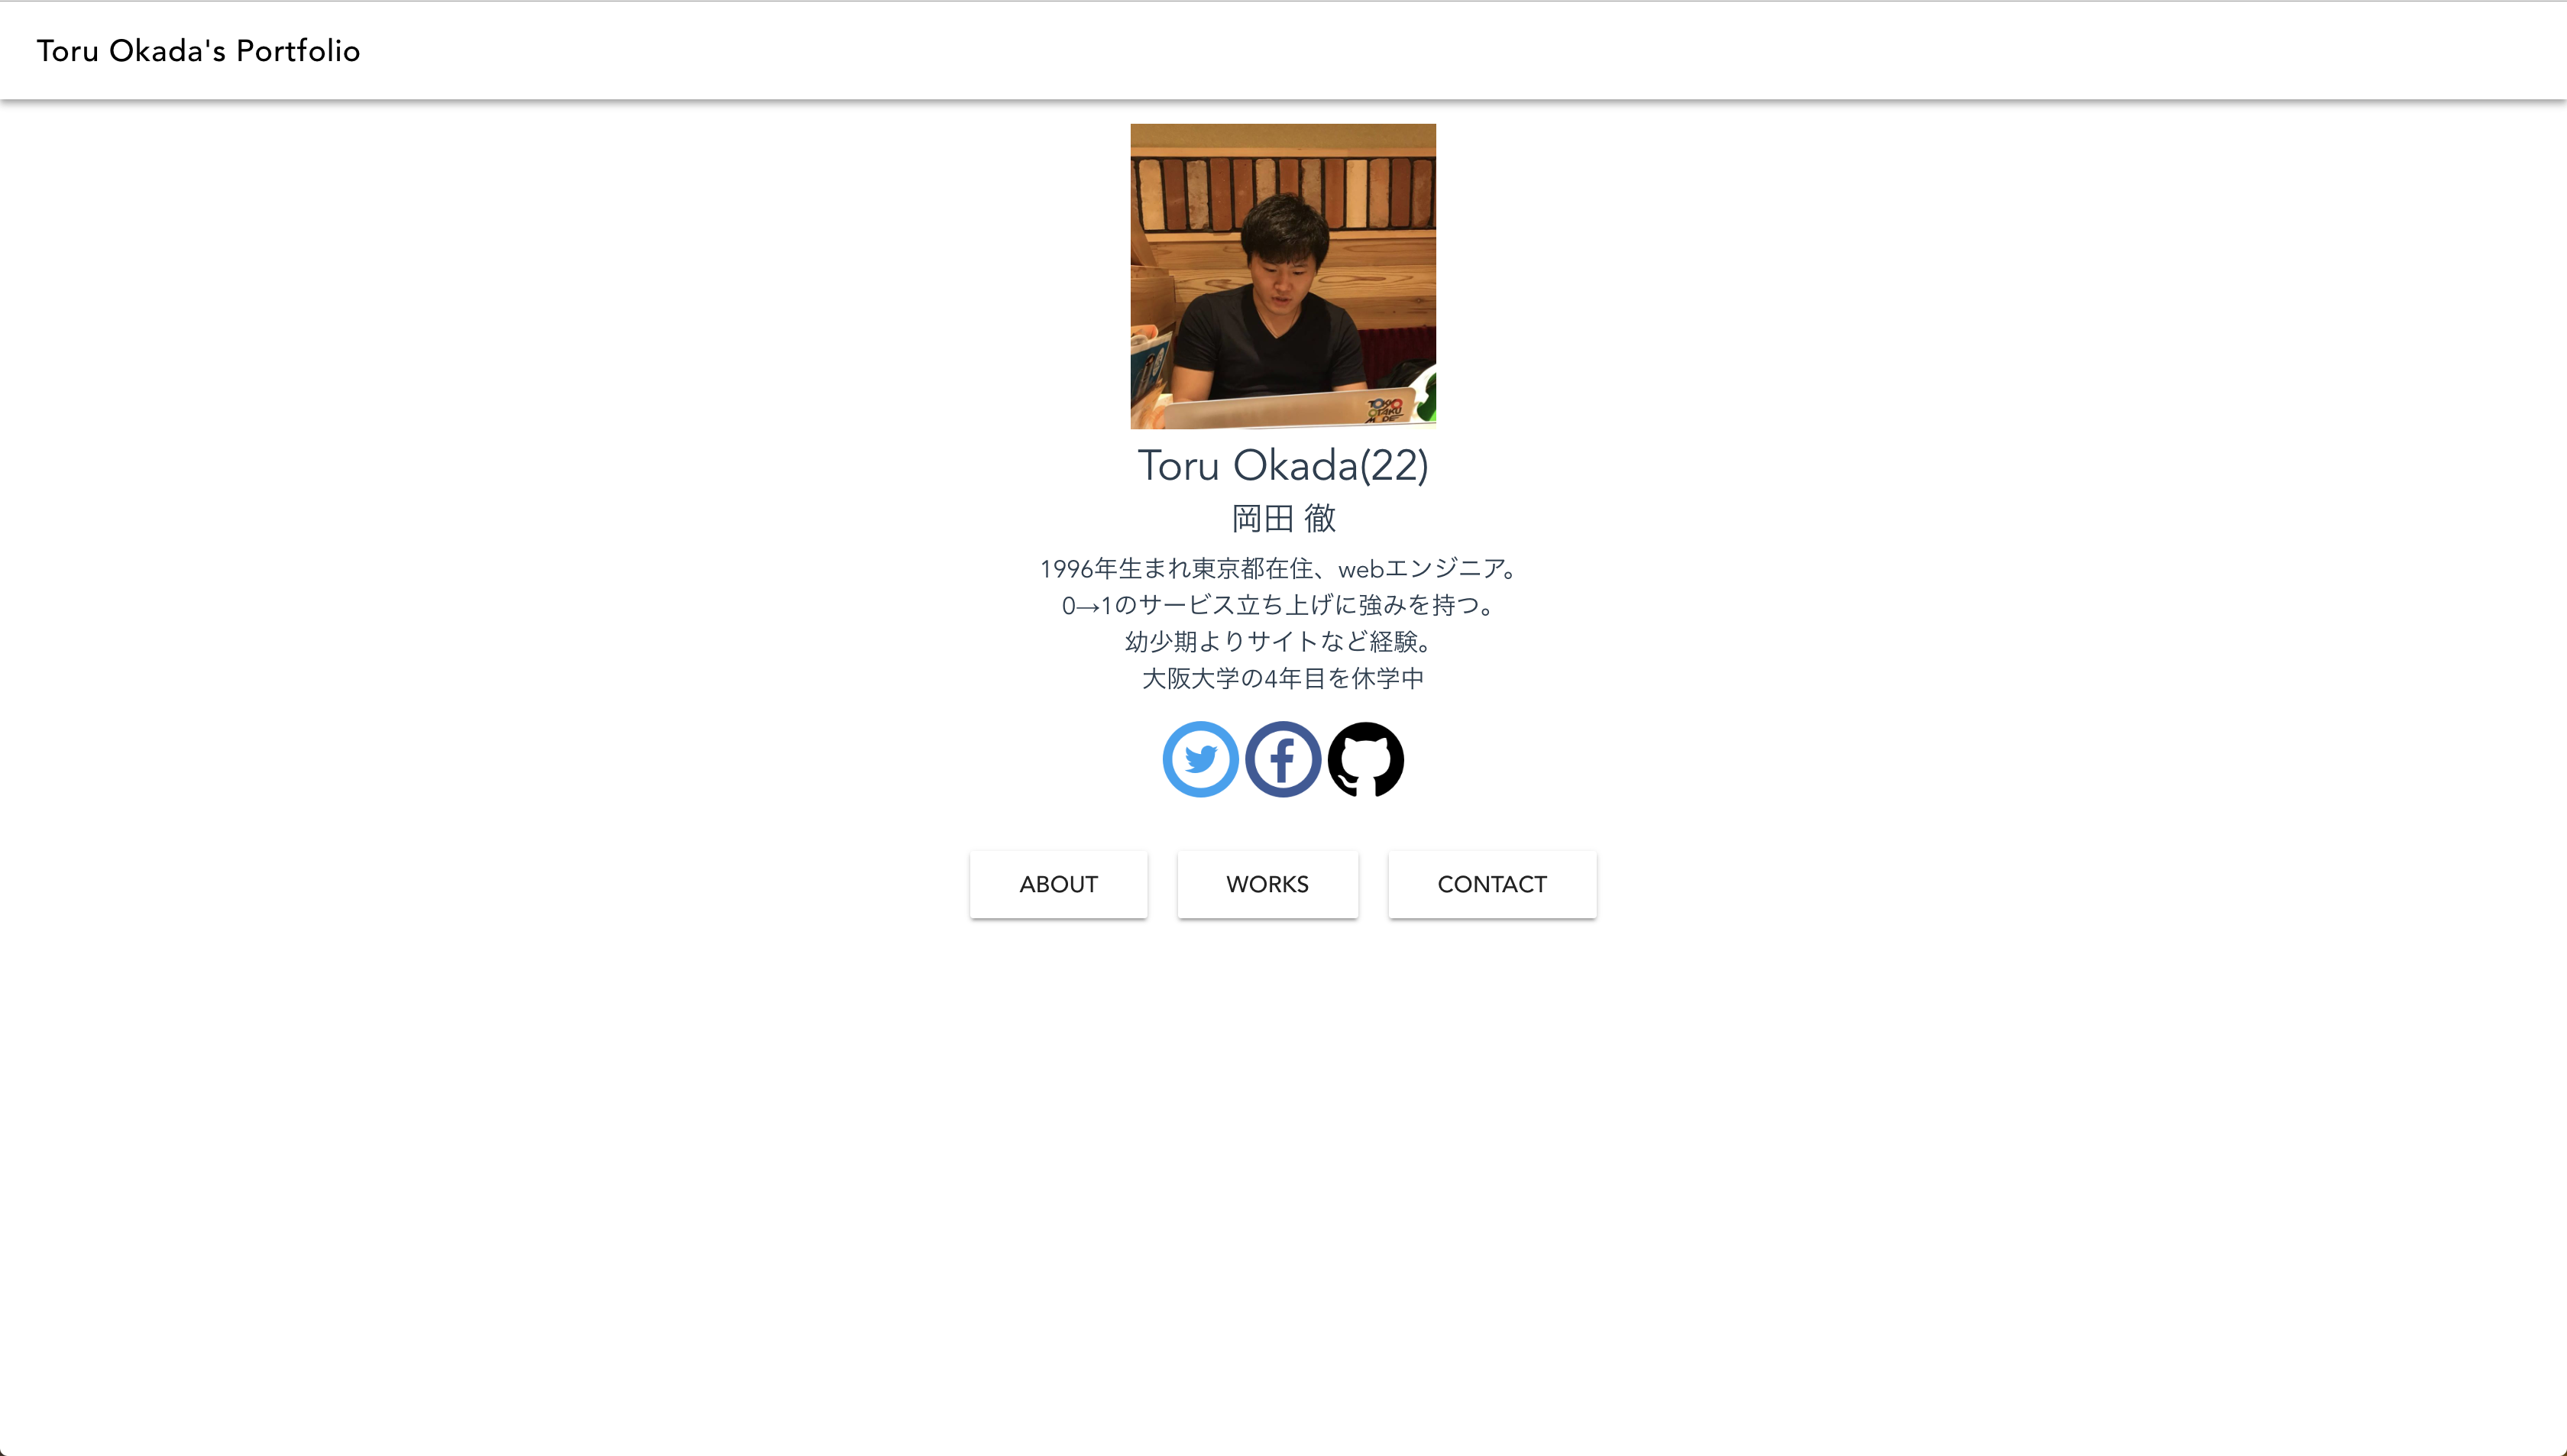 Toru Okada's Portfolio
TOKYO
OTAKU
MODE
Toru Okada(22)
岡田 徹
1996年生まれ東京都在住、webエンジニア。
0→1のサービス立ち上げに強みを持つ。
幼少期よりサイトなど経験。
大阪大学の4年目を休学中
ABOUT
WORKS
CONTACT